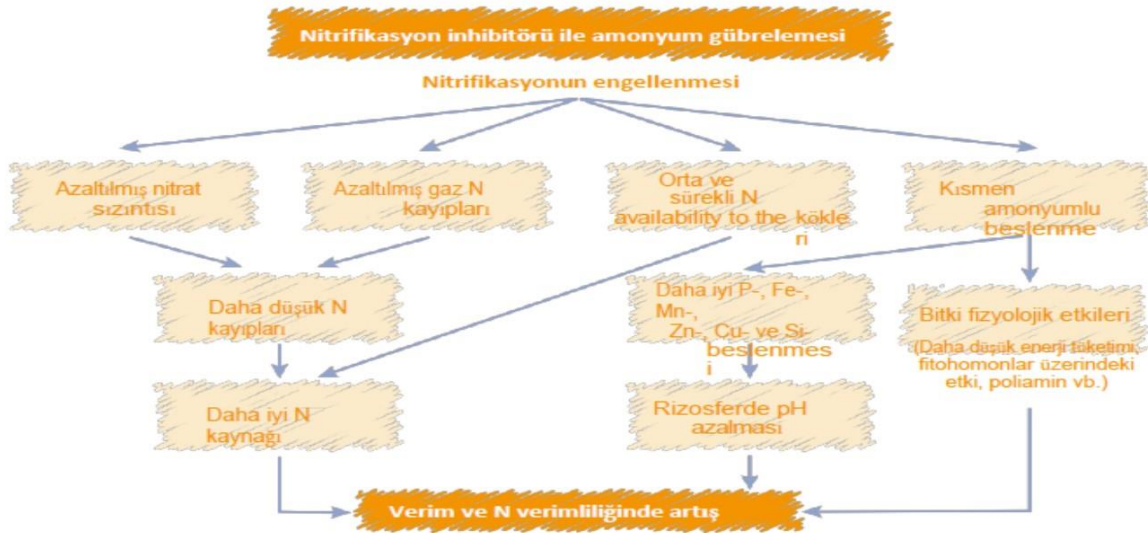 Nitrifikasyon inhibitörü ile amonyum gübrelemesi
Nitrifikasyonun engellenmesi
Azaltılmış nitrat
sızıntısı
Azaltılmış gaz N
kayıpları
Orta ve
sürekli N
availability to the kökle
ri
Kısmen
amonyumlu
beslenme
Daha düşük N
kayıpları
Daha iyi P-, Fe-,
Mn-,
Zn-, Cu- ve Si-
beslenmes
i
Bitki fizyolojik etkileri
(Daha düşük enerji tüketimi,
fitohomonlar üzerindeki
etki, poliamin vb.)
Daha iyi N
kaynağı
Rizosferde pH
azalması
Verim ve N verimliliğinde artış